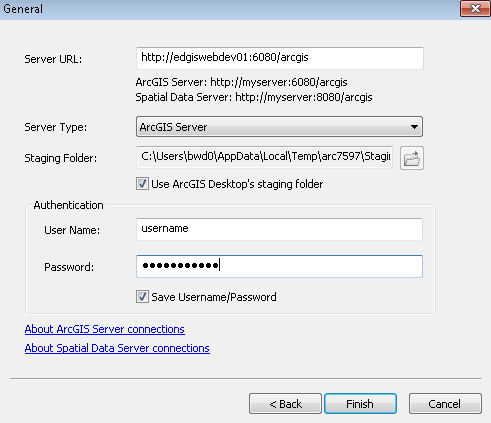 General
Server URL: http://edgiswebdev01:6080/arcgis
ArcGIS Server: http://myserver:6080/arcgis
Spatial Data Server: http://myserver:8080/arcgis
Server Type: ArcGIS Server
Staging Folder: C:\Users\bwd0\AppData\Local\Temp\arc7597\Stagin
Use ArcGIS Desktop's staging folder
Authentication
User Name: username
Password: ●●●●●●●●●●●
Save Username/Password
About ArcGIS Server connections
About Spatial Data Server connections
< Back Finish Cancel